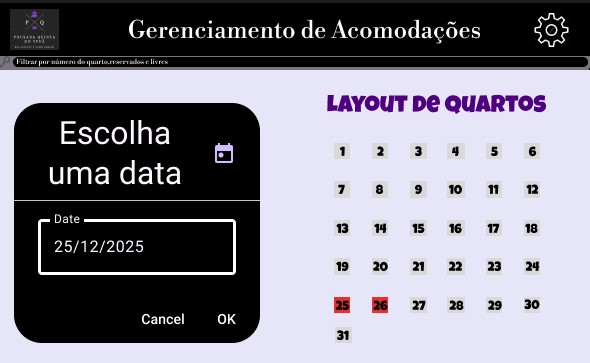 P Q
POUSADA QUINTA
DO YPUÃ
Gerenciamento de Acomodações
Filtrar por número do quarto,reservados e livres
Escolha
uma data
Date
25/12/2025
Cancel OK
LAYOUT DE QUARTOS
1 2 3 4 5 6
7 8 9 10 11 12
13 14 15 16 17 18
19 20 21 22 23 24
25 26 27 28 29 30
31